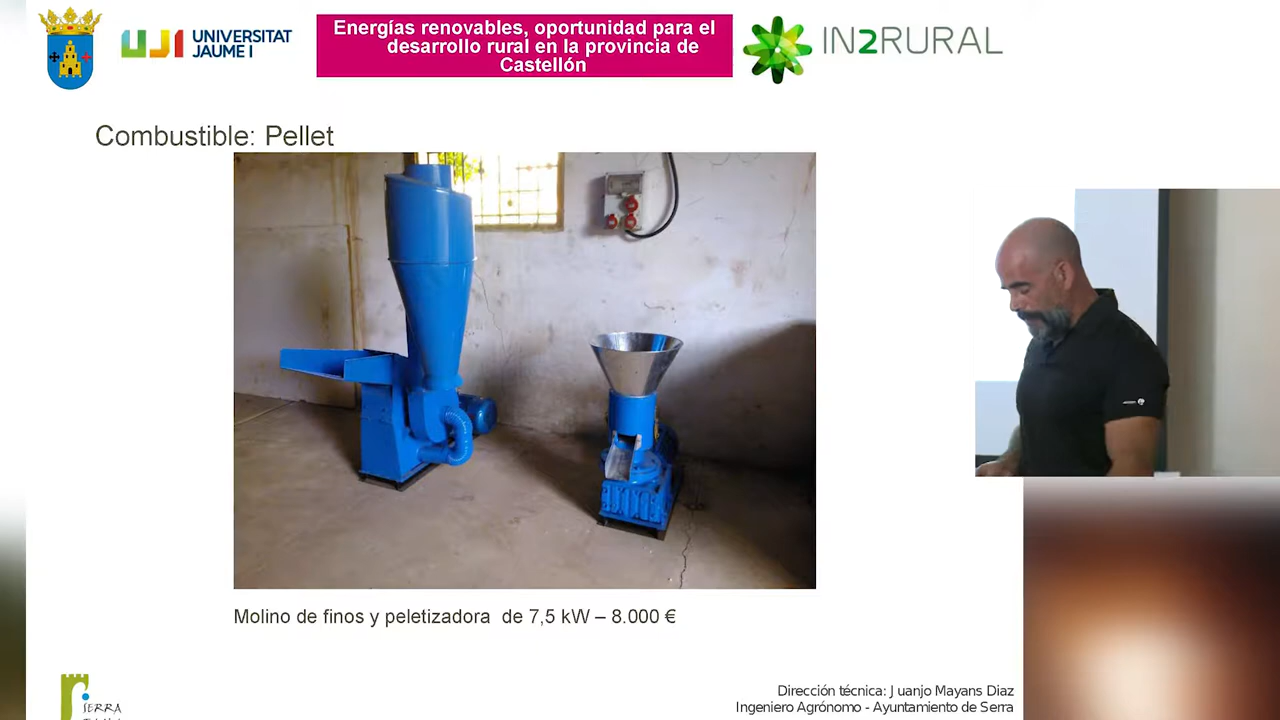 UJI UNIVERSITAT
JAUME I
Energías renovables, oportunidad para el
desarrollo rural en la provincia de
Castellón
IN2RURAL
Combustible: Pellet
Molino de finos y peletizadora de 7,5 kW – 8.000 €
SERRA
Dirección técnica: Juanjo Mayans Diaz
Ingeniero Agrónomo - Ayuntamiento de Serra